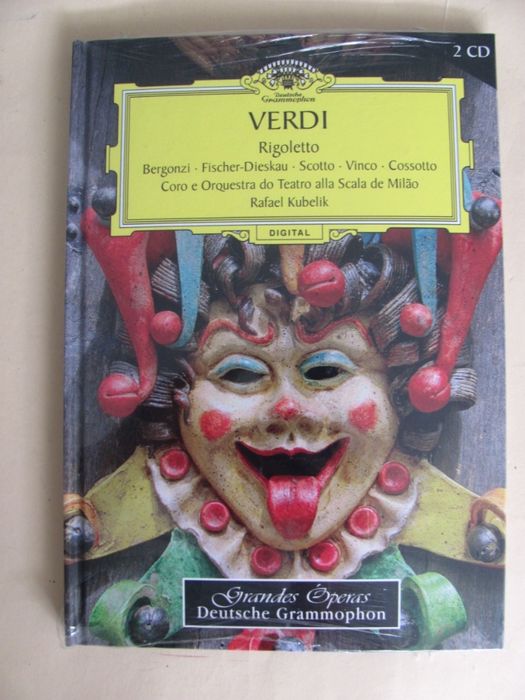 2 CD
Deutsche
Grammophon
VERDI
Rigoletto
Bergonzi · Fischer-Dieskau · Scotto · Vinco · Cossotto
Coro e Orquestra do Teatro alla Scala de Milão
Rafael Kubelik
DIGITAL
Grandes Óperas
Deutsche Grammophon